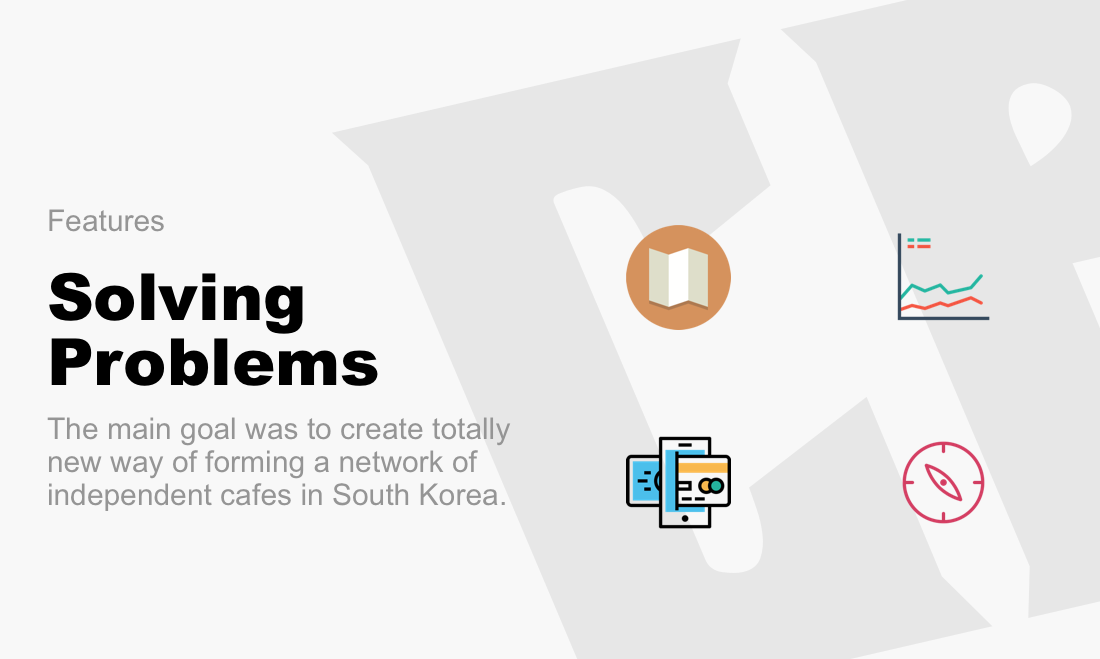 Features
Solving
Problems
The main goal was to create totally
new way of forming a network of
independent cafes in South Korea.